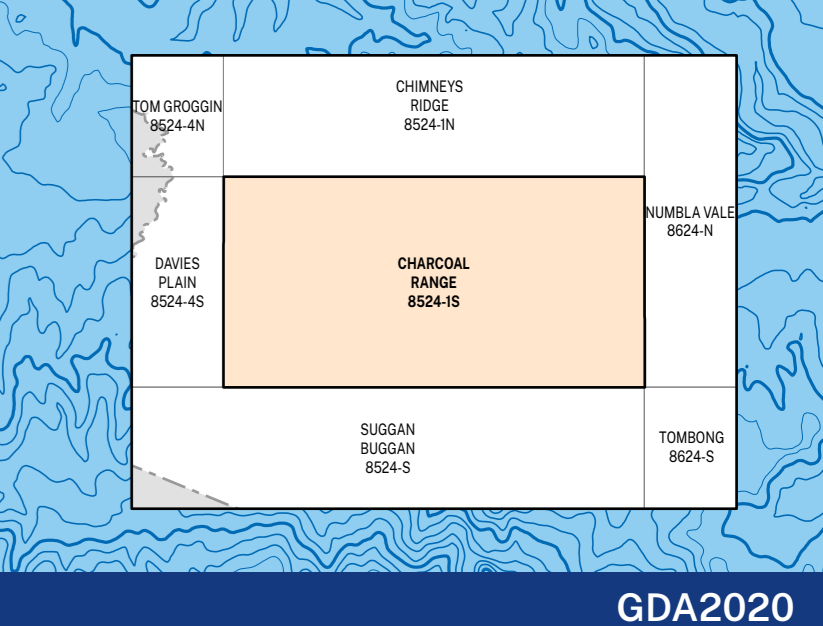 TOM GROGGIN
8524-4N
CHIMNEYS
RIDGE
8524-1N
NUMBLA VALE
8624-N
DAVIES
PLAIN
8524-4S
CHARCOAL
RANGE
8524-1S
SUGGAN
BUGGAN
8524-S
TOMBONG
8624-S
GDA2020